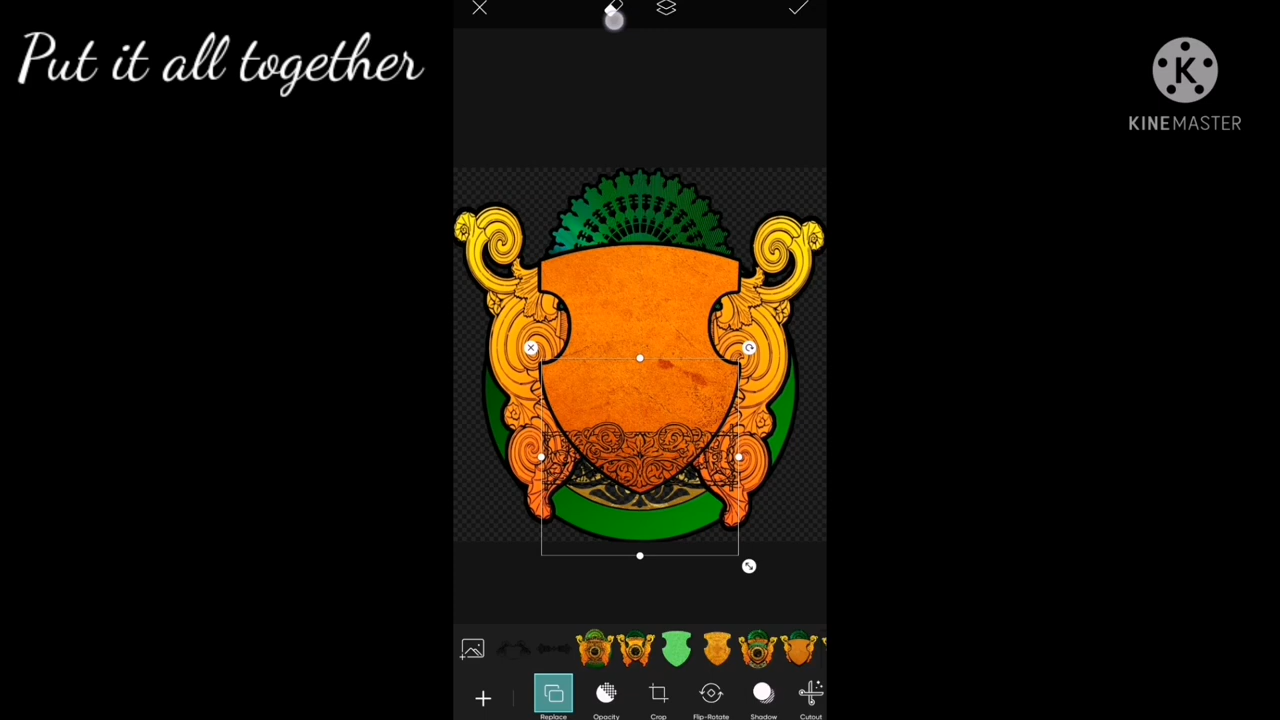 Put it all together
K
KINEMASTER
Replace
Opacity
Crop
Flip-Rotate
Shadow
Cutout